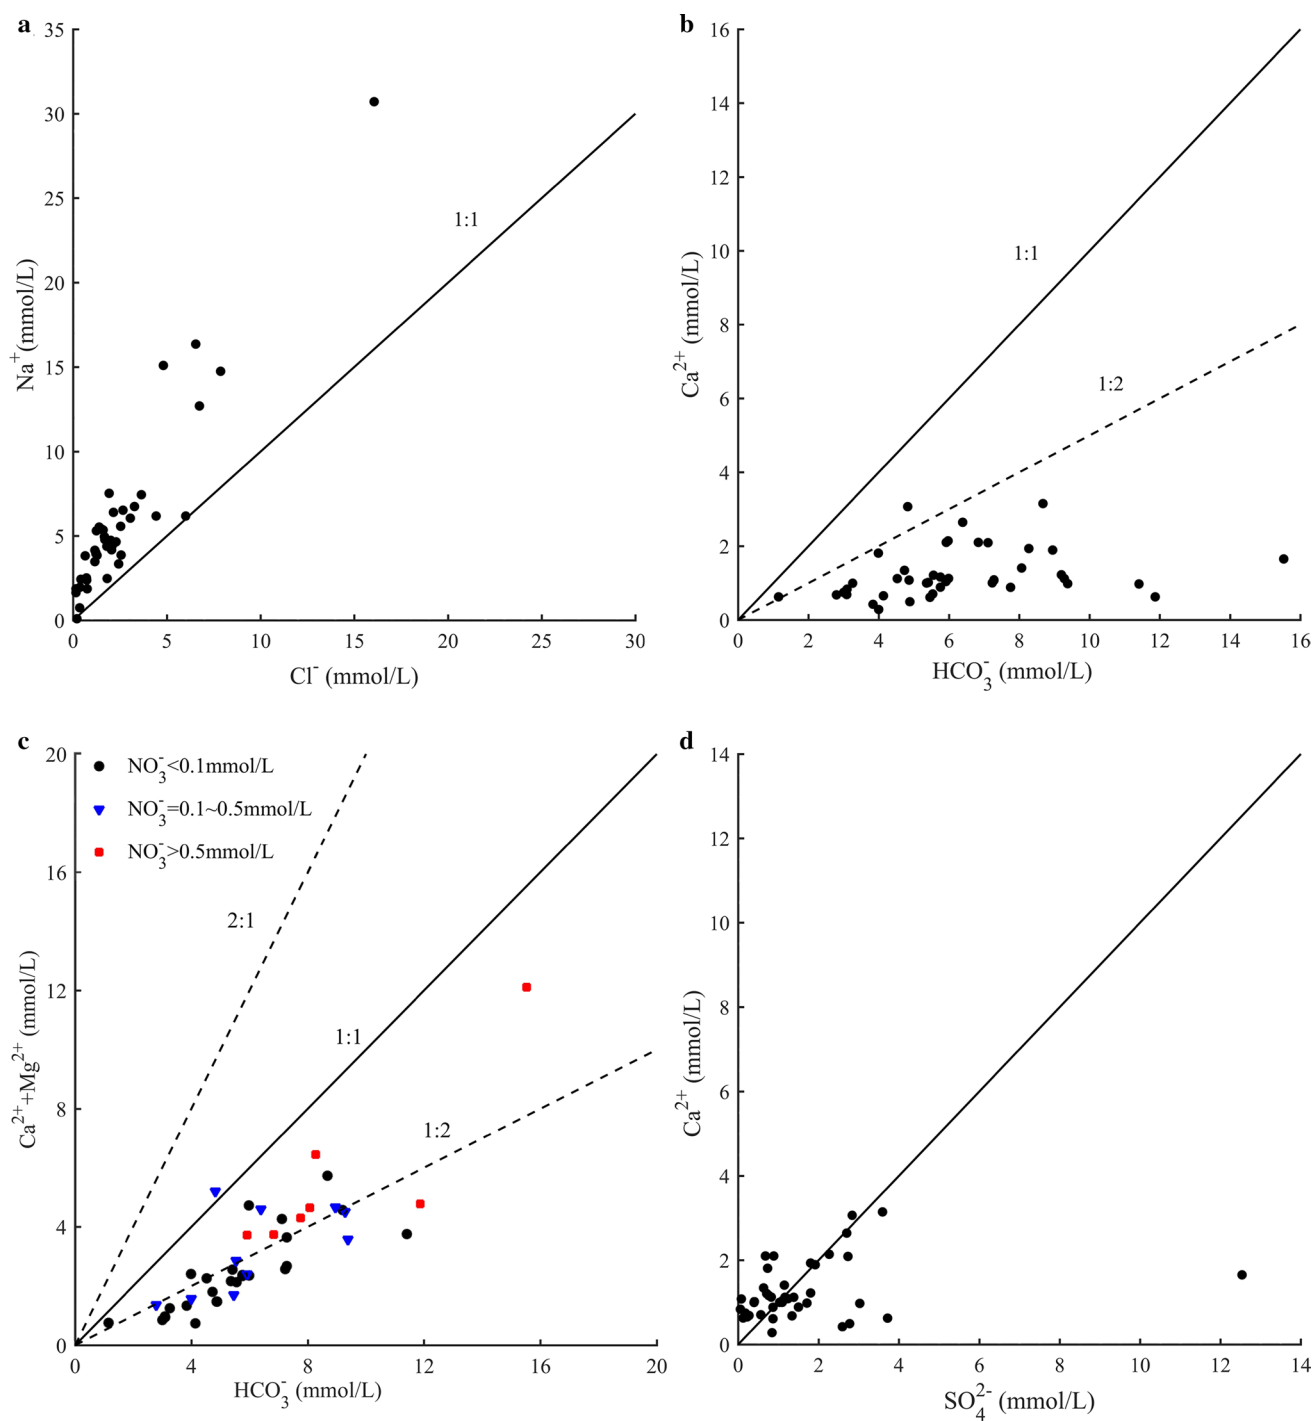 a
35
30
25
20
15
10
5
0
Na⁺(mmol/L)
1:1
0 5 10 15 20 25 30
Cl⁻ (mmol/L)
b
16
14
12
10
8
6
4
2
0
Ca²⁺ (mmol/L)
1:1
1:2
0 2 4 6 8 10 12 14 16
HCO₃⁻ (mmol/L)
c
20
16
12
8
4
0
Ca²⁺+Mg²⁺ (mmol/L)
NO₃⁻<0.1mmol/L
NO₃⁻=0.1~0.5mmol/L
NO₃⁻>0.5mmol/L
2:1
1:1
1:2
0 4 8 12 16 20
HCO₃⁻ (mmol/L)
d
14
12
10
8
6
4
2
0
Ca²⁺ (mmol/L)
0 2 4 6 8 10 12 14
SO₄²⁻ (mmol/L)